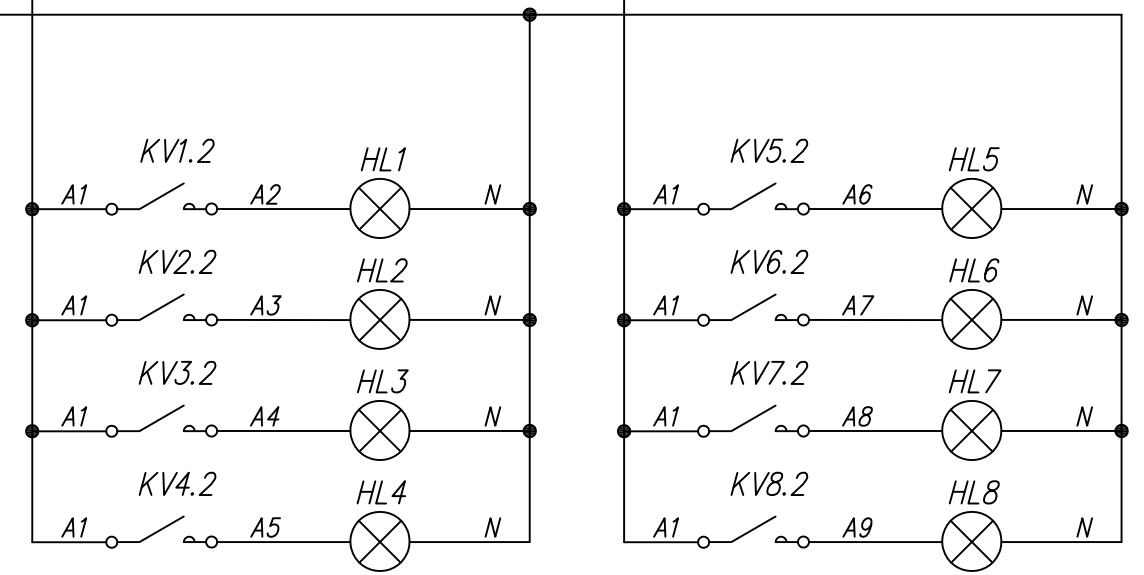 KV1.2 HL1
A1 A2 N
KV2.2 HL2
A1 A3 N
KV3.2 HL3
A1 A4 N
KV4.2 HL4
A1 A5 N
KV5.2 HL5
A1 A6 N
KV6.2 HL6
A1 A7 N
KV7.2 HL7
A1 A8 N
KV8.2 HL8
A1 A9 N